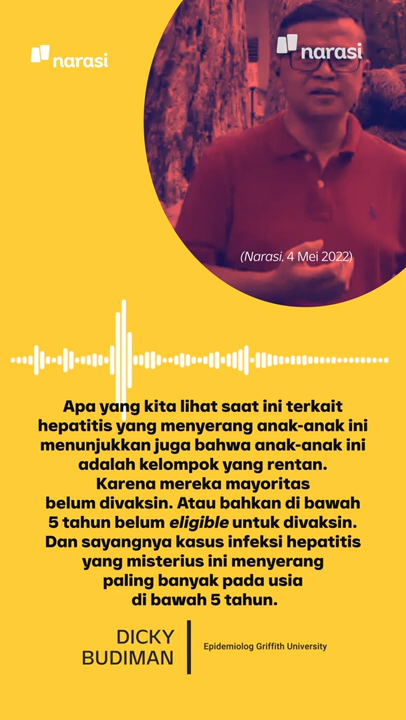 narasi
narasi
(Narasi, 4 Mei 2022)
Apa yang kita lihat saat ini terkait
hepatitis yang menyerang anak-anak ini
menunjukkan juga bahwa anak-anak ini
adalah kelompok yang rentan.
Karena mereka mayoritas
belum divaksin. Atau bahkan di bawah
5 tahun belum eligible untuk divaksin.
Dan sayangnya kasus infeksi hepatitis
yang misterius ini menyerang
paling banyak pada usia
di bawah 5 tahun.
DICKY
BUDIMAN
Epidemiolog Griffith University